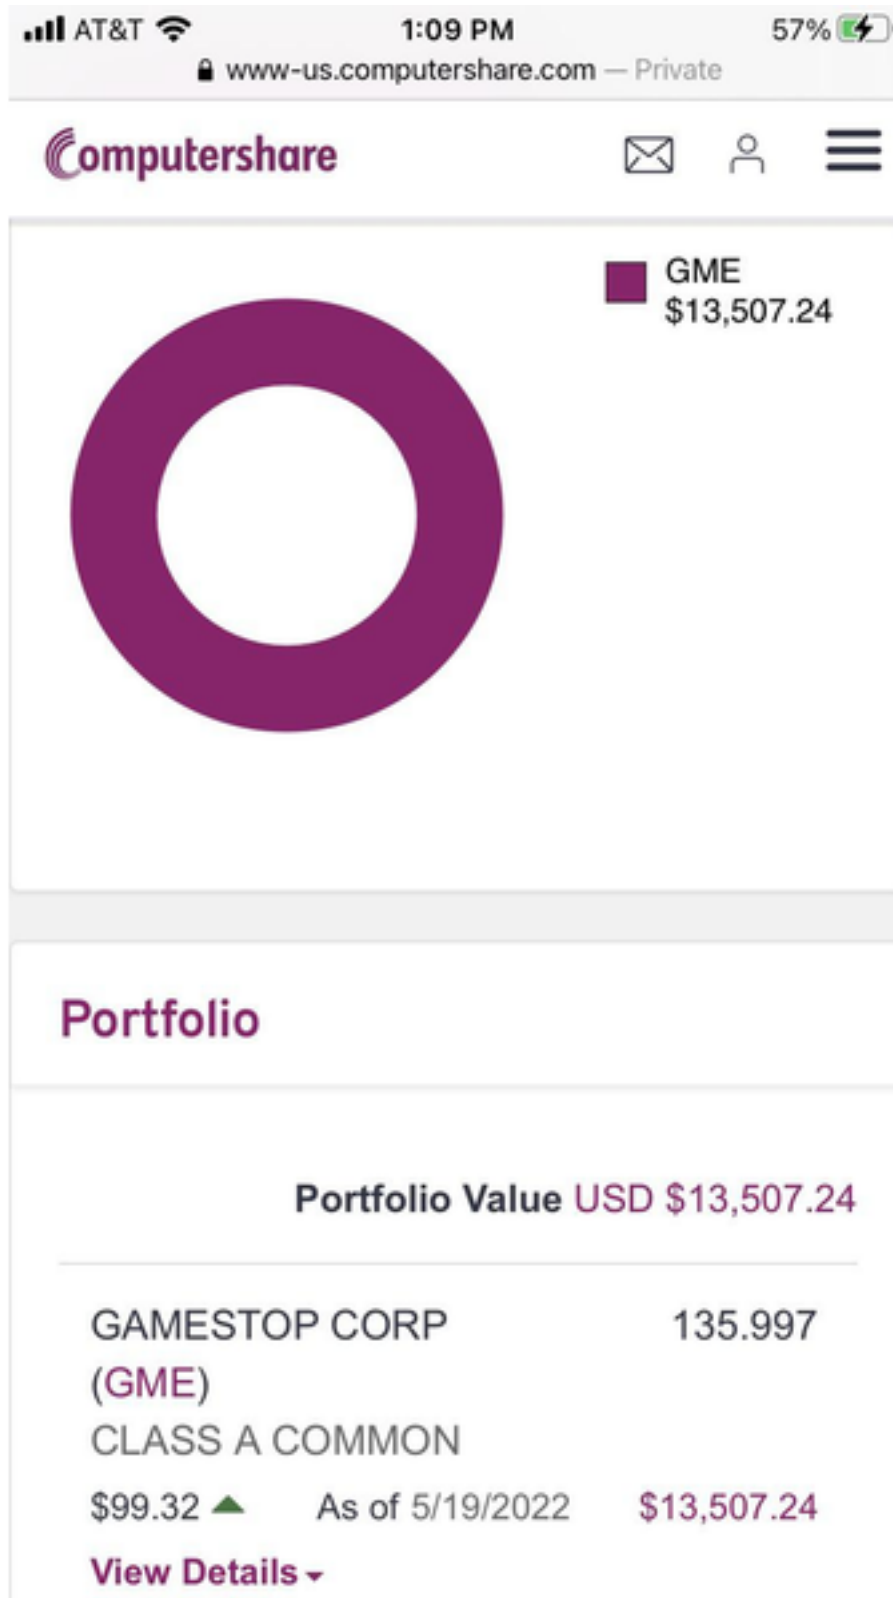 AT&T 1:09 PM 57%
www-us.computershare.com — Private
Computershare
GME
$13,507.24
Portfolio
Portfolio Value USD $13,507.24
GAMESTOP CORP 135.997
(GME)
CLASS A COMMON
$99.32 As of 5/19/2022 $13,507.24
View Details